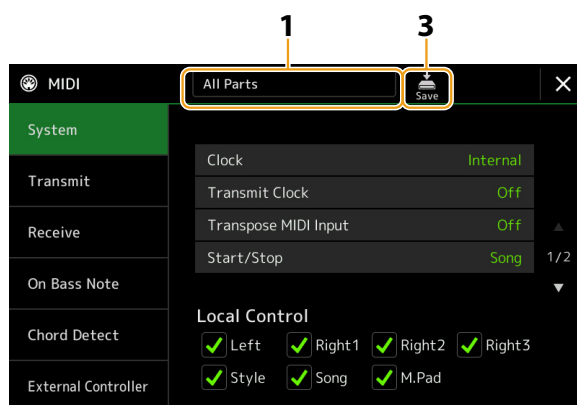 1 3
MIDI
All Parts
Save
System
Transmit
Receive
On Bass Note
Chord Detect
External Controller
Clock Internal
Transmit Clock Off
Transpose MIDI Input Off
Start/Stop Song
1/2
Local Control
Left Right1 Right2 Right3
Style Song M.Pad